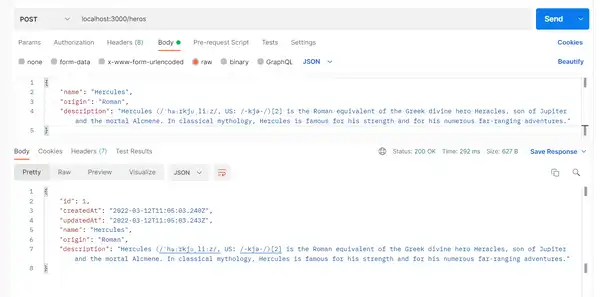 POST localhost:3000/heros Send
Params Authorization Headers (8) Body Pre-request Script Tests Settings Cookies
none form-data x-www-form-urlencoded raw binary GraphQL JSON Beautify
1 {
2 "name": "Hercules",
3 "origin": "Roman",
4 "description": "Hercules (/ˈhɜːrkjʊˌliːz/, US: /-kjə-/)[2] is the Roman equivalent of the Greek divine hero Heracles, son of Jupiter
and the mortal Alcmene. In classical mythology, Hercules is famous for his strength and for his numerous far-ranging adventures."
5 }
Body Cookies Headers (7) Test Results Status: 200 OK Time: 292 ms Size: 627 B Save Response
Pretty Raw Preview Visualize JSON
1 {
2 "id": 1,
3 "createdAt": "2022-03-12T11:05:03.240Z",
4 "updatedAt": "2022-03-12T11:05:03.243Z",
5 "name": "Hercules",
6 "origin": "Roman",
7 "description": "Hercules (/ˈhɜːrkjʊˌliːz/, US: /-kjə-/)[2] is the Roman equivalent of the Greek divine hero Heracles, son of Jupiter
and the mortal Alcmene. In classical mythology, Hercules is famous for his strength and for his numerous far-ranging adventures."
8 }